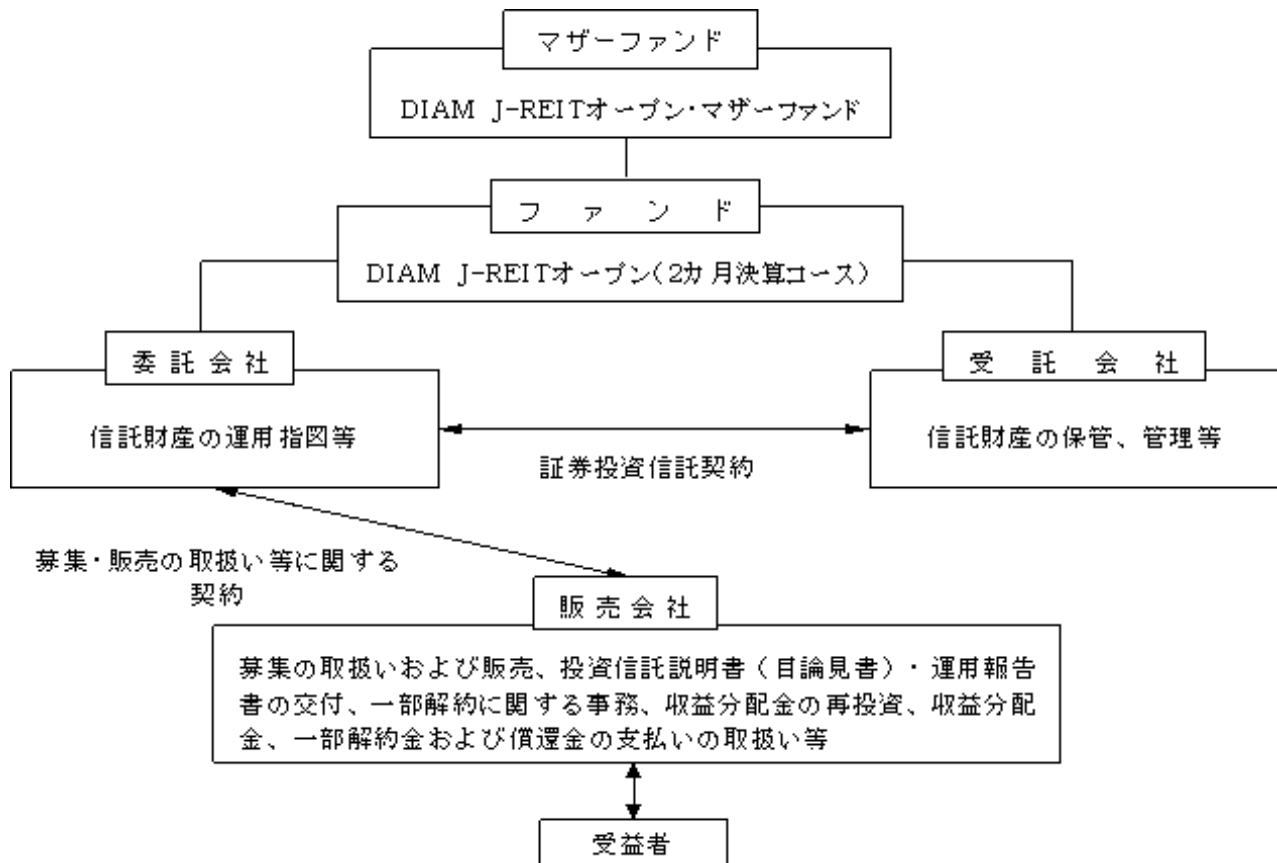 マザーファンド
DIAM J-REITオープン・マザーファンド
ファンド
DIAM J-REITオープン(2カ月決算コース)
委託会社
受託会社
信託財産の運用指図等
信託財産の保管、管理等
証券投資信託契約
募集・販売の取扱い等に関する
契約
販売会社
募集の取扱いおよび販売、投資信託説明書(目論見書)・運用報告
書の交付、一部解約に関する事務、収益分配金の再投資、収益分配
金、一部解約金および償還金の支払いの取扱い等
受益者